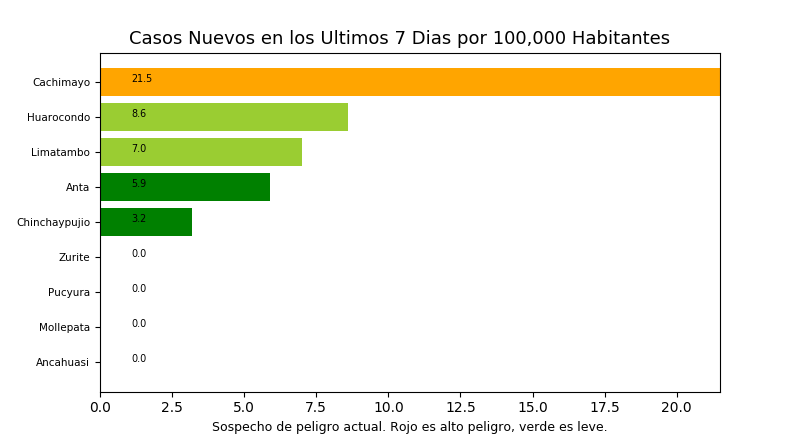 Casos Nuevos en los Ultimos 7 Dias por 100,000 Habitantes
Cachimayo 21.5
Huarocondo 8.6
Limatambo 7.0
Anta 5.9
Chinchaypujio 3.2
Zurite 0.0
Pucyura 0.0
Mollepata 0.0
Ancahuasi 0.0
0.0 2.5 5.0 7.5 10.0 12.5 15.0 17.5 20.0
Sospecho de peligro actual. Rojo es alto peligro, verde es leve.